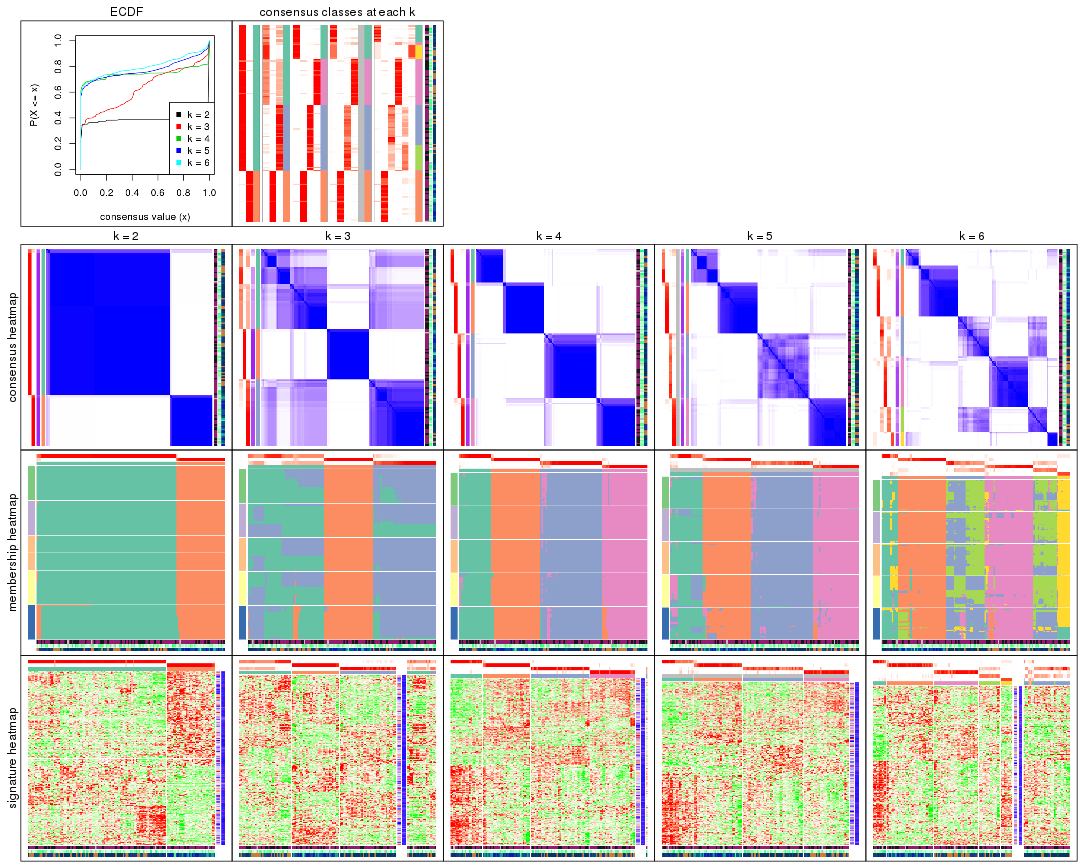 ECDF
consensus classes at each k
P(X <= x)
0.0 0.2 0.4 0.6 0.8 1.0
k = 2
k = 3
k = 4
k = 5
k = 6
0.0 0.2 0.4 0.6 0.8 1.0
consensus value (x)
k = 2
k = 3
k = 4
k = 5
k = 6
consensus heatmap
membership heatmap
signature heatmap